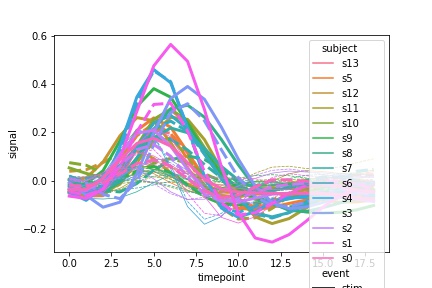 0.6
0.4
0.2
0.0
−0.2
signal
0.0
2.5
5.0
7.5
10.0
12.5
15.0
17.5
timepoint
subject
s13
s5
s12
s11
s10
s9
s8
s7
s6
s4
s3
s2
s1
s0
event